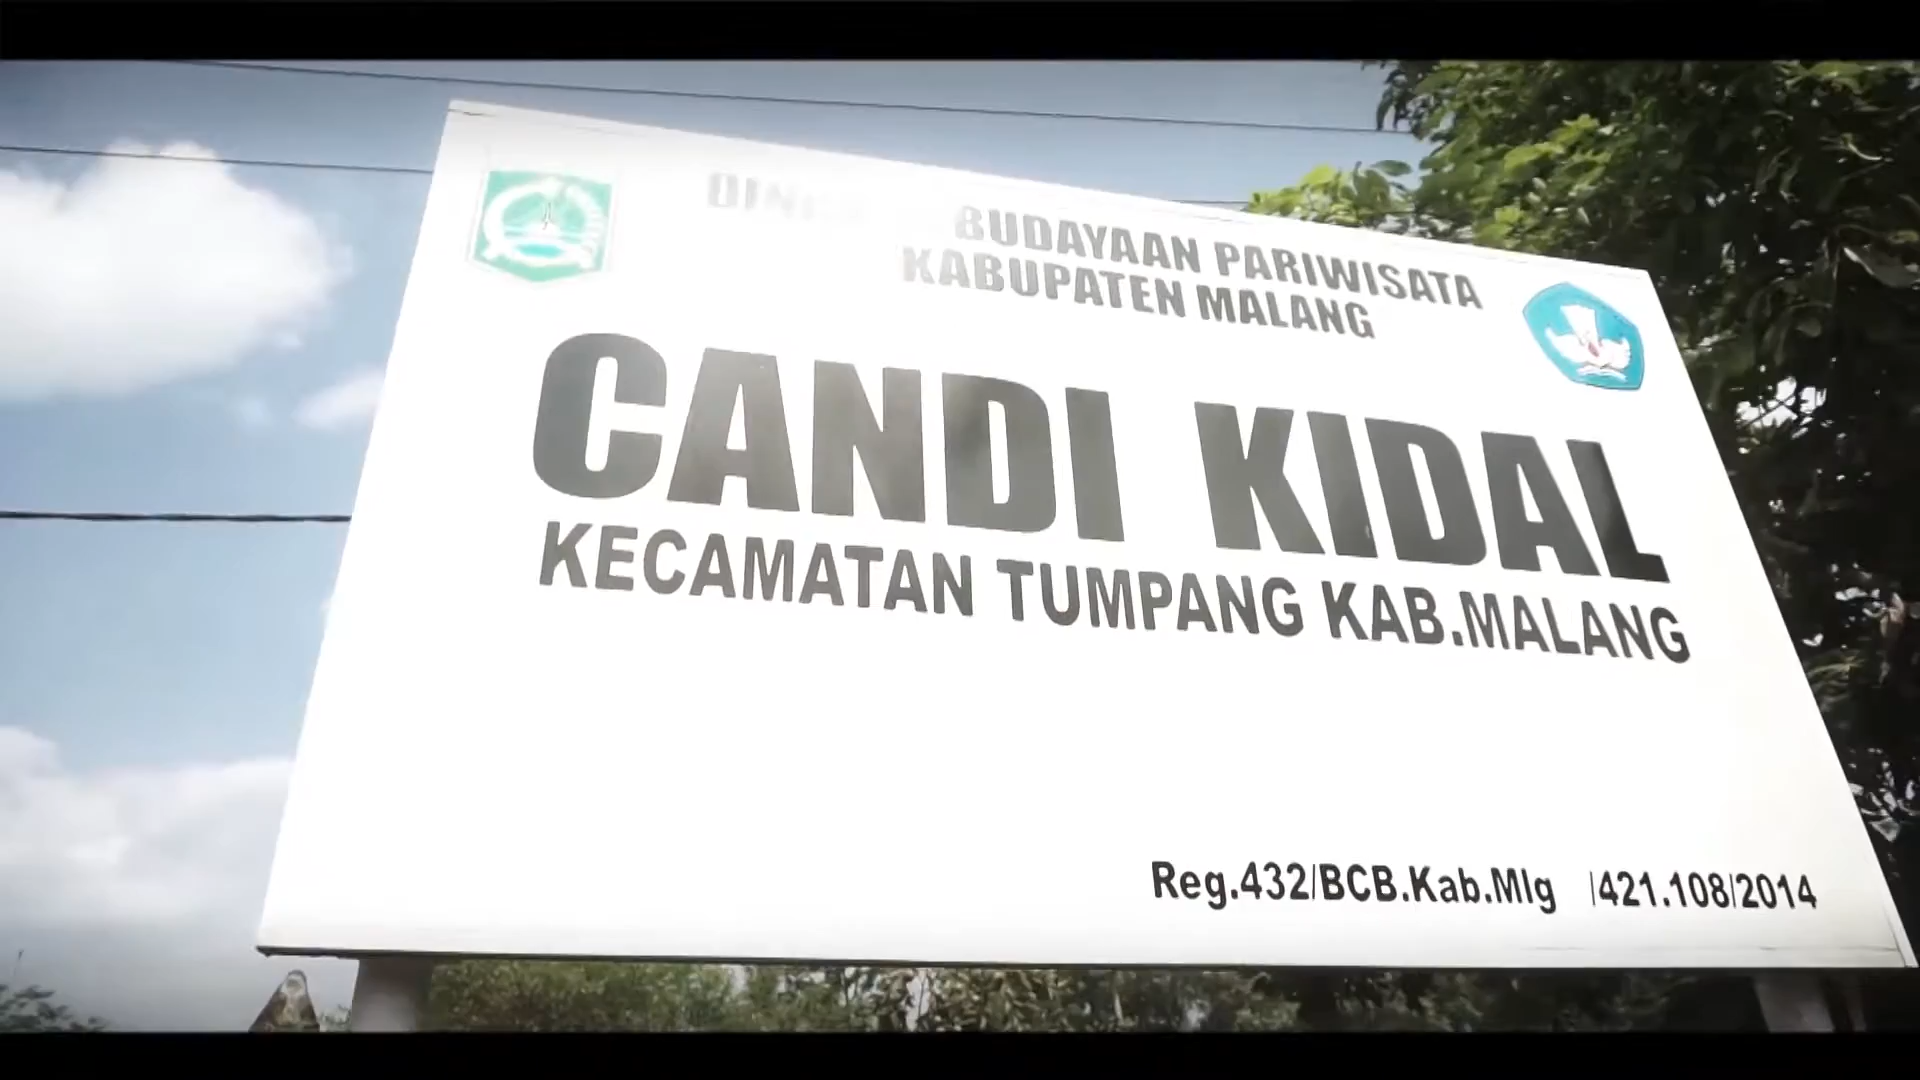 BUDAYAAN PARIWISATA
KABUPATEN MALANG
CANDI KIDAL
KECAMATAN TUMPANG KAB.MALANG
Reg.432/BCB.Kab.Mlg /421.108/2014